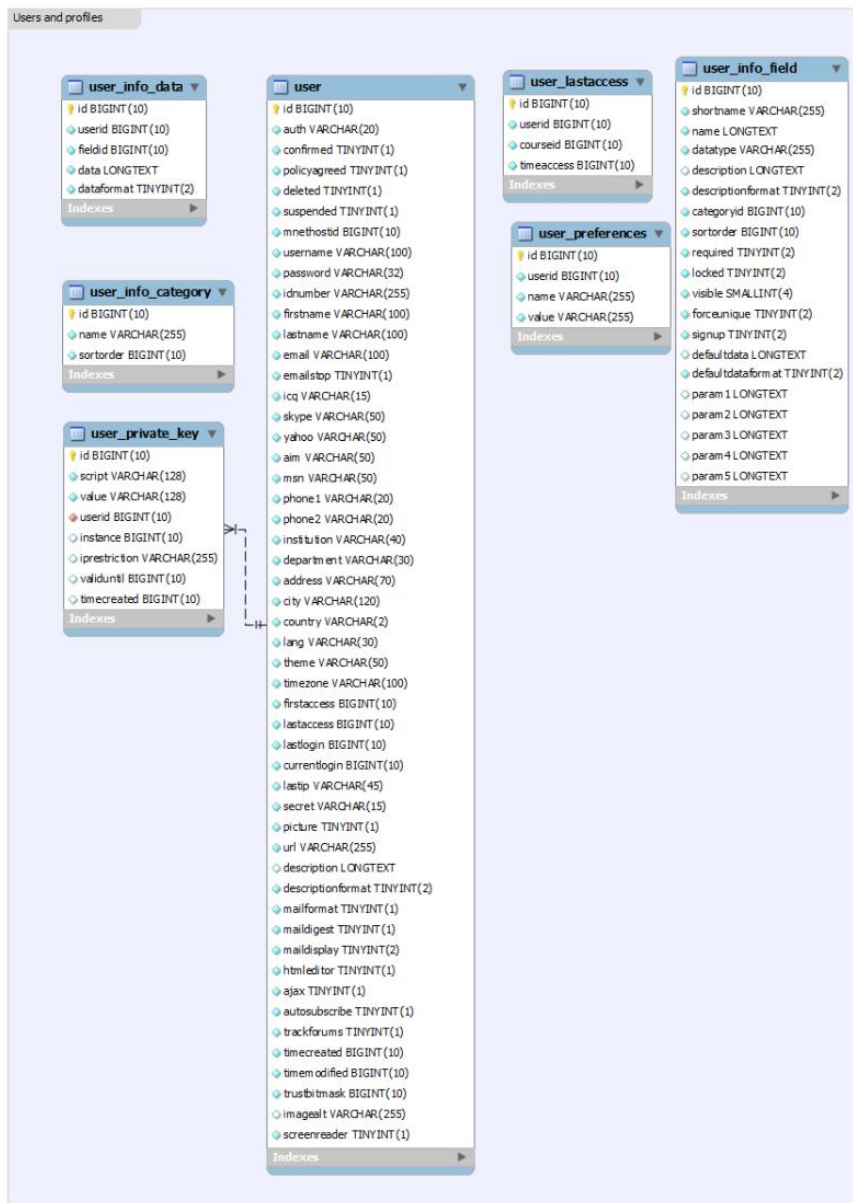 Users and profiles
user_info_data
id BIGINT(10)
userid BIGINT(10)
fieldid BIGINT(10)
data LONGTEXT
dataformat TINYINT(2)
Indexes
user_info_category
id BIGINT(10)
name VARCHAR(255)
sortorder BIGINT(10)
Indexes
user_private_key
id BIGINT(10)
script VARCHAR(128)
value VARCHAR(128)
userid BIGINT(10)
instance BIGINT(10)
iprestriction VARCHAR(255)
validuntil BIGINT(10)
timecreated BIGINT(10)
Indexes
user
id BIGINT(10)
auth VARCHAR(20)
confirmed TINYINT(1)
policyagreed TINYINT(1)
deleted TINYINT(1)
suspended TINYINT(1)
mnethostid BIGINT(10)
username VARCHAR(100)
password VARCHAR(32)
idnumber VARCHAR(255)
firstname VARCHAR(100)
lastname VARCHAR(100)
email VARCHAR(100)
emailstop TINYINT(1)
icq VARCHAR(15)
skype VARCHAR(50)
yahoo VARCHAR(50)
aim VARCHAR(50)
msn VARCHAR(50)
phone1 VARCHAR(20)
phone2 VARCHAR(20)
institution VARCHAR(40)
department VARCHAR(30)
address VARCHAR(70)
city VARCHAR(120)
country VARCHAR(2)
lang VARCHAR(30)
theme VARCHAR(50)
timezone VARCHAR(100)
firstaccess BIGINT(10)
lastaccess BIGINT(10)
lastlogin BIGINT(10)
currentlogin BIGINT(10)
lastip VARCHAR(45)
secret VARCHAR(15)
picture TINYINT(1)
url VARCHAR(255)
description LONGTEXT
descriptionformat TINYINT(2)
mailformat TINYINT(1)
maildigest TINYINT(1)
maildisplay TINYINT(2)
htmleditor TINYINT(1)
ajax TINYINT(1)
autosubscribe TINYINT(1)
trackforums TINYINT(1)
timecreated BIGINT(10)
timemodified BIGINT(10)
trustbitmask BIGINT(10)
imagealt VARCHAR(255)
screenreader TINYINT(1)
Indexes
user_lastaccess
id BIGINT(10)
userid BIGINT(10)
courseid BIGINT(10)
timeaccess BIGINT(10)
Indexes
user_preferences
id BIGINT(10)
userid BIGINT(10)
name VARCHAR(255)
value VARCHAR(255)
Indexes
user_info_field
id BIGINT(10)
shortname VARCHAR(255)
name LONGTEXT
datatype VARCHAR(255)
description LONGTEXT
descriptionformat TINYINT(2)
categoryid BIGINT(10)
sortorder BIGINT(10)
required TINYINT(2)
locked TINYINT(2)
visible SMALLINT(4)
forceunique TINYINT(2)
signup TINYINT(2)
defaultdata LONGTEXT
defaultdataformat TINYINT(2)
param1 LONGTEXT
param2 LONGTEXT
param3 LONGTEXT
param4 LONGTEXT
param5 LONGTEXT
Indexes